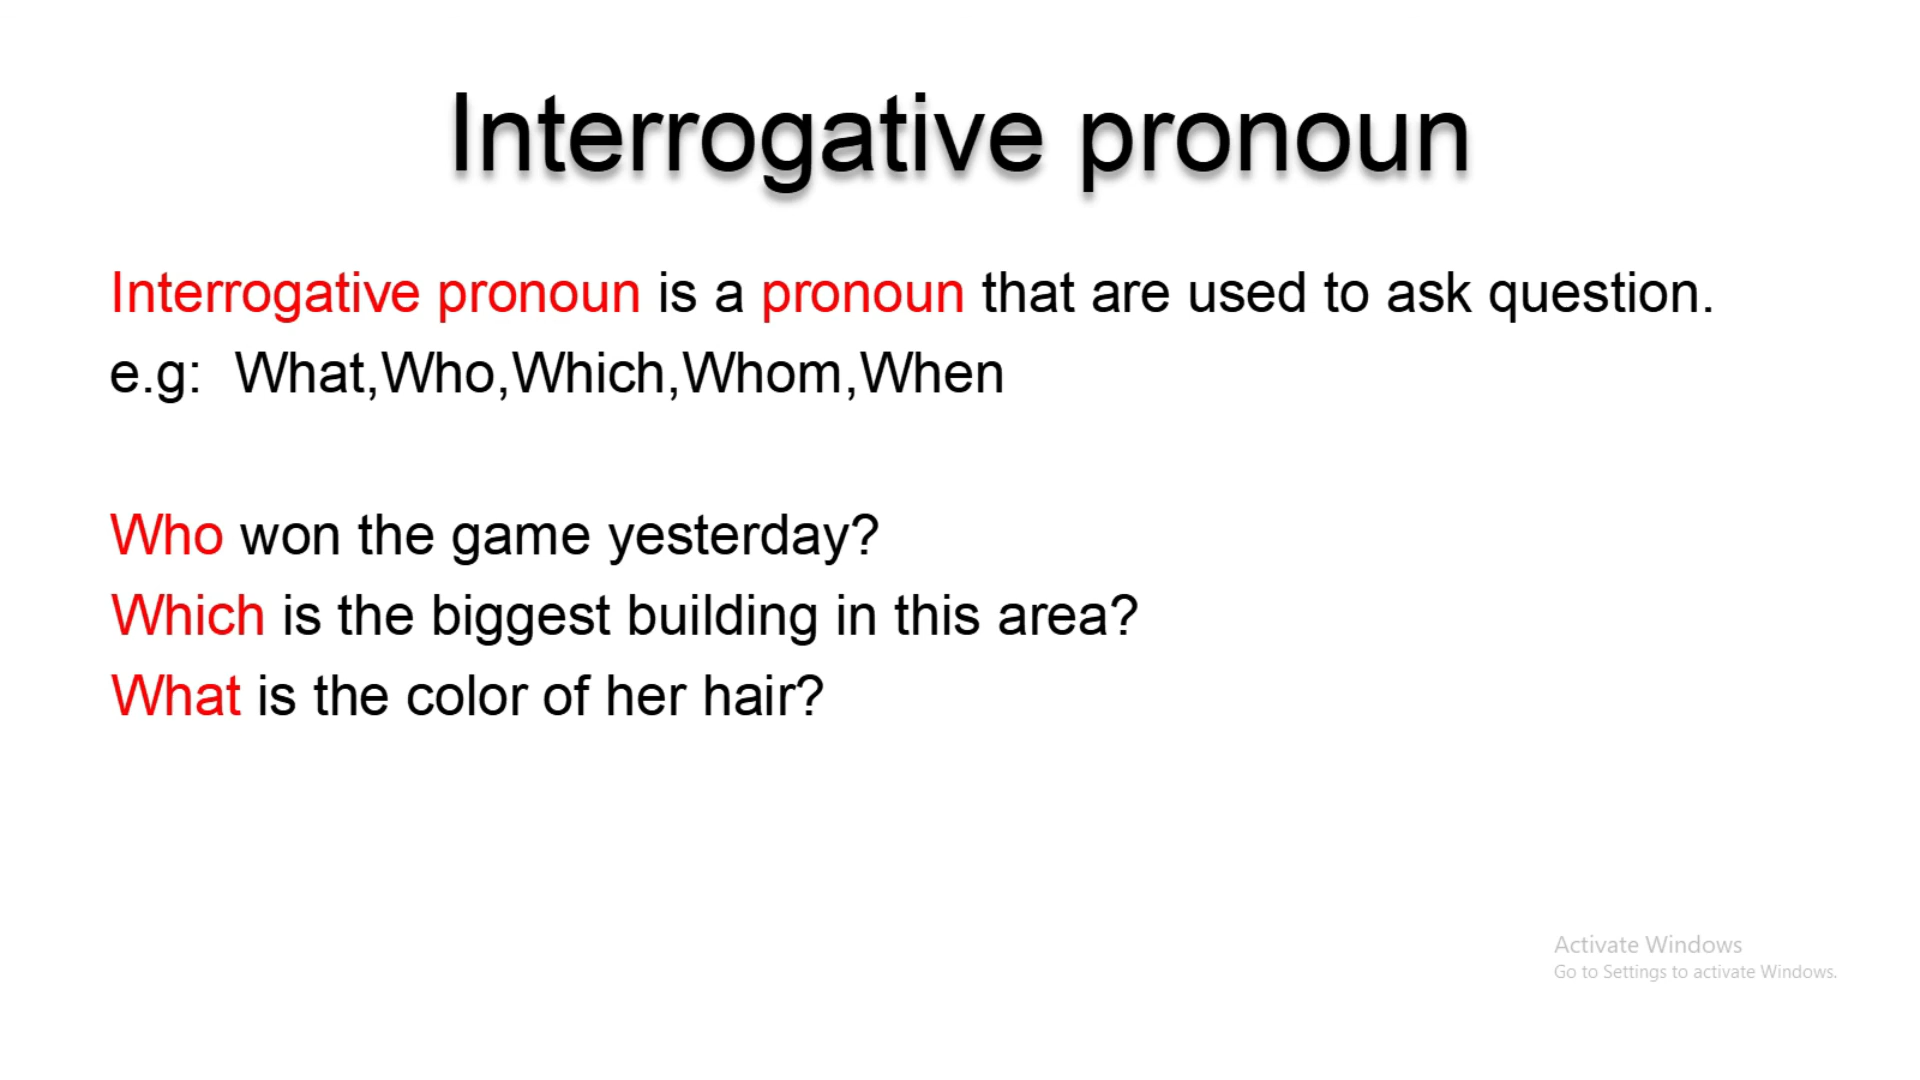 Interrogative pronoun
Interrogative pronoun is a pronoun that are used to ask question.
e.g:  What,Who,Which,Whom,When
Who won the game yesterday?
Which is the biggest building in this area?
What is the color of her hair?
Activate Windows
Go to Settings to activate Windows.